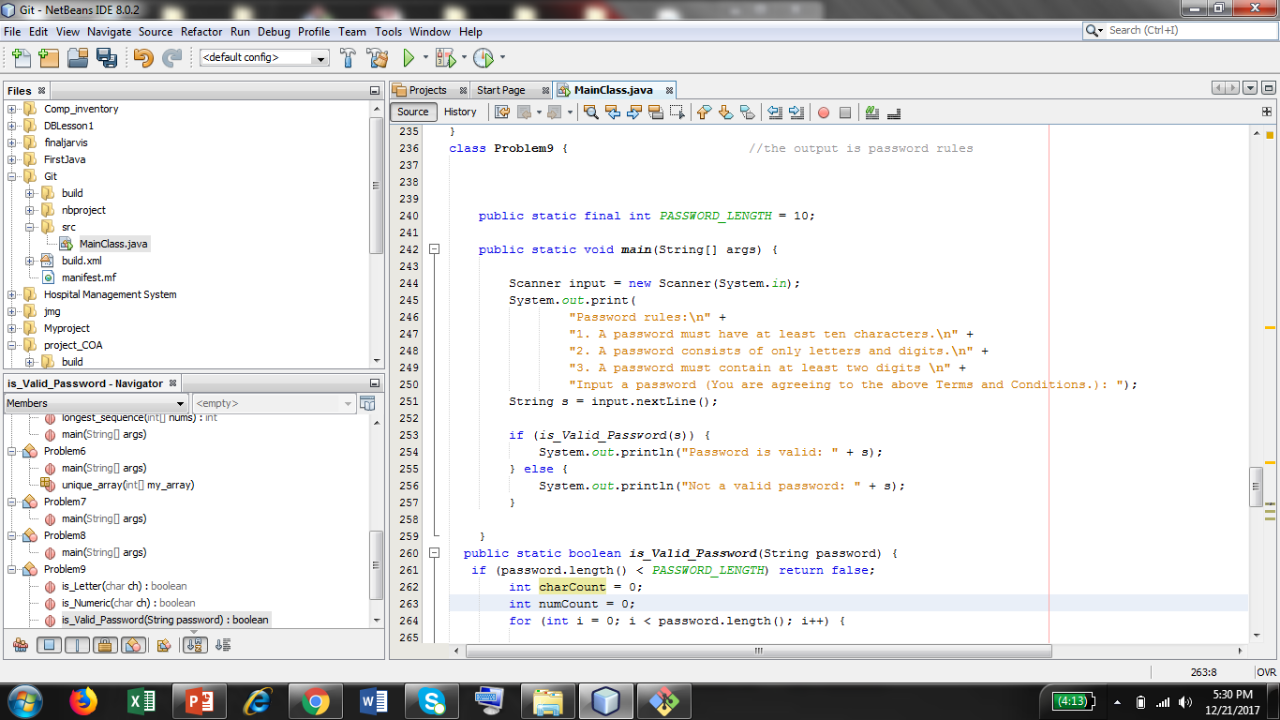 Git - NetBeans IDE 8.0.2
File Edit View Navigate Source Refactor Run Debug Profile Team Tools Window Help
Search (Ctrl+I)
<default config>
Files
Comp_inventory
DBLesson1
finaljarvis
FirstJava
Git
build
nbproject
src
MainClass.java
build.xml
manifest.mf
Hospital Management System
jmg
Myproject
project_COA
build
is_Valid_Password - Navigator
Members
<empty>
longest_sequence(int[] nums) : int
main(String[] args)
Problem6
main(String[] args)
unique_array(int[] my_array)
Problem7
main(String[] args)
Problem8
main(String[] args)
Problem9
is_Letter(char ch) : boolean
is_Numeric(char ch) : boolean
is_Valid_Password(String password) : boolean
Projects Start Page MainClass.java
Source History
235 }
236 class Problem9 { //the output is password rules
237
238
239
240 public static final int PASSWORD_LENGTH = 10;
241
242 public static void main(String[] args) {
243
244 Scanner input = new Scanner(System.in);
245 System.out.print(
246 "Password rules:\n" +
247 "1. A password must have at least ten characters.\n" +
248 "2. A password consists of only letters and digits.\n" +
249 "3. A password must contain at least two digits \n" +
250 "Input a password (You are agreeing to the above Terms and Conditions.): ");
251 String s = input.nextLine();
252
253 if (is_Valid_Password(s)) {
254 System.out.println("Password is valid: " + s);
255 } else {
256 System.out.println("Not a valid password: " + s);
257 }
258
259 }
260 public static boolean is_Valid_Password(String password) {
261 if (password.length() < PASSWORD_LENGTH) return false;
262 int charCount = 0;
263 int numCount = 0;
264 for (int i = 0; i < password.length(); i++) {
265
263:8 OVR
(4:13)
5:30 PM
12/21/2017